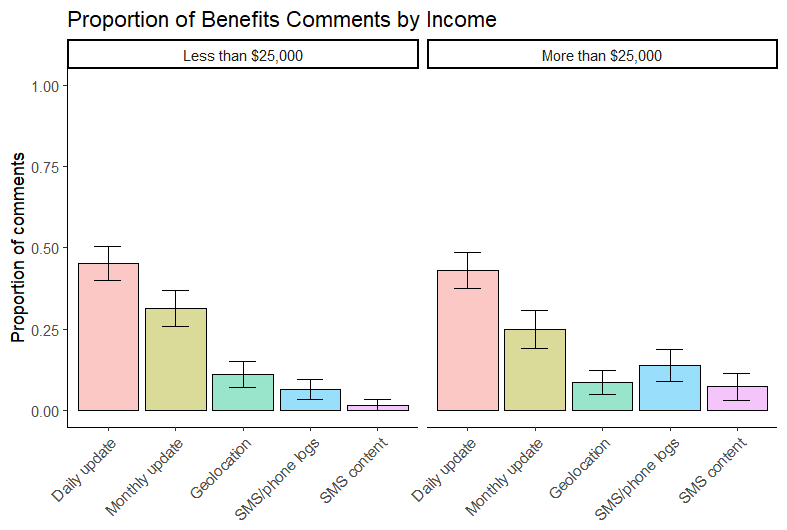 Proportion of Benefits Comments by Income
Less than $25,000
More than $25,000
Proportion of comments
1.00
0.75
0.50
0.25
0.00
Daily update
Monthly update
Geolocation
SMS/phone logs
SMS content
Daily update
Monthly update
Geolocation
SMS/phone logs
SMS content